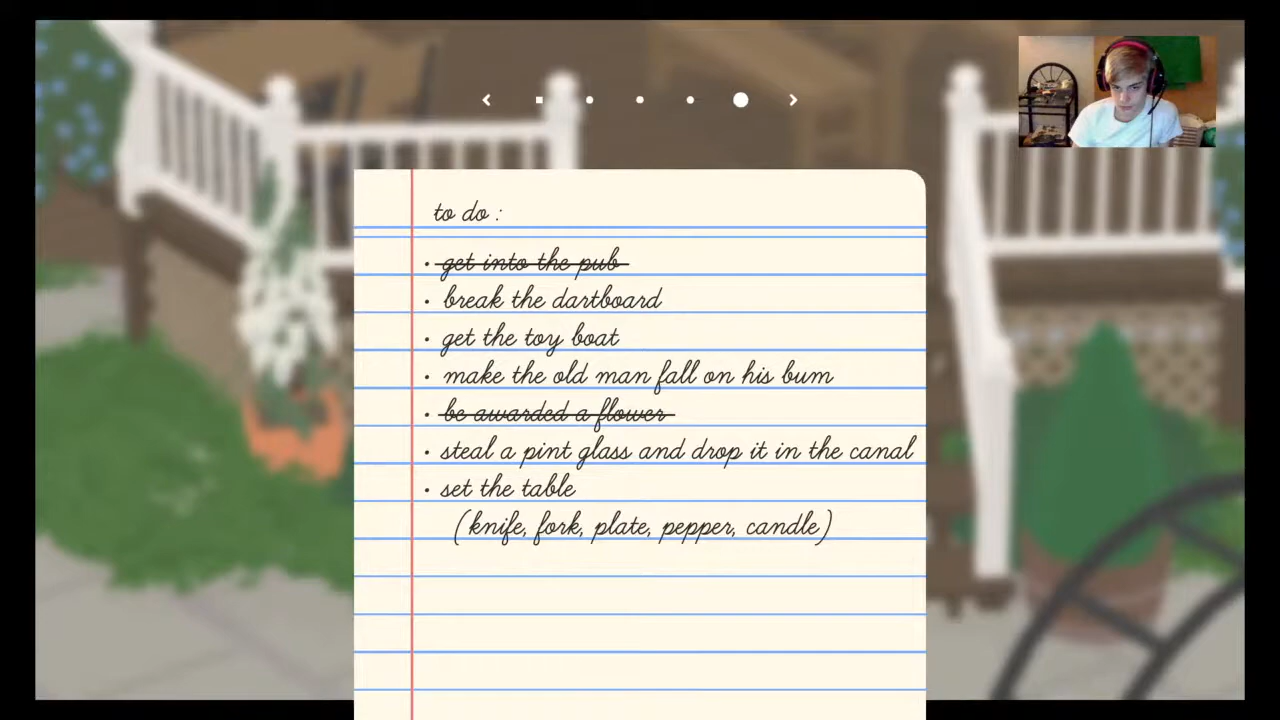 to do :
• get into the pub
• break the dartboard
• get the toy boat
• make the old man fall on his bum
• be awarded a flower
• steal a pint glass and drop it in the canal
• set the table
(knife, fork, plate, pepper, candle)